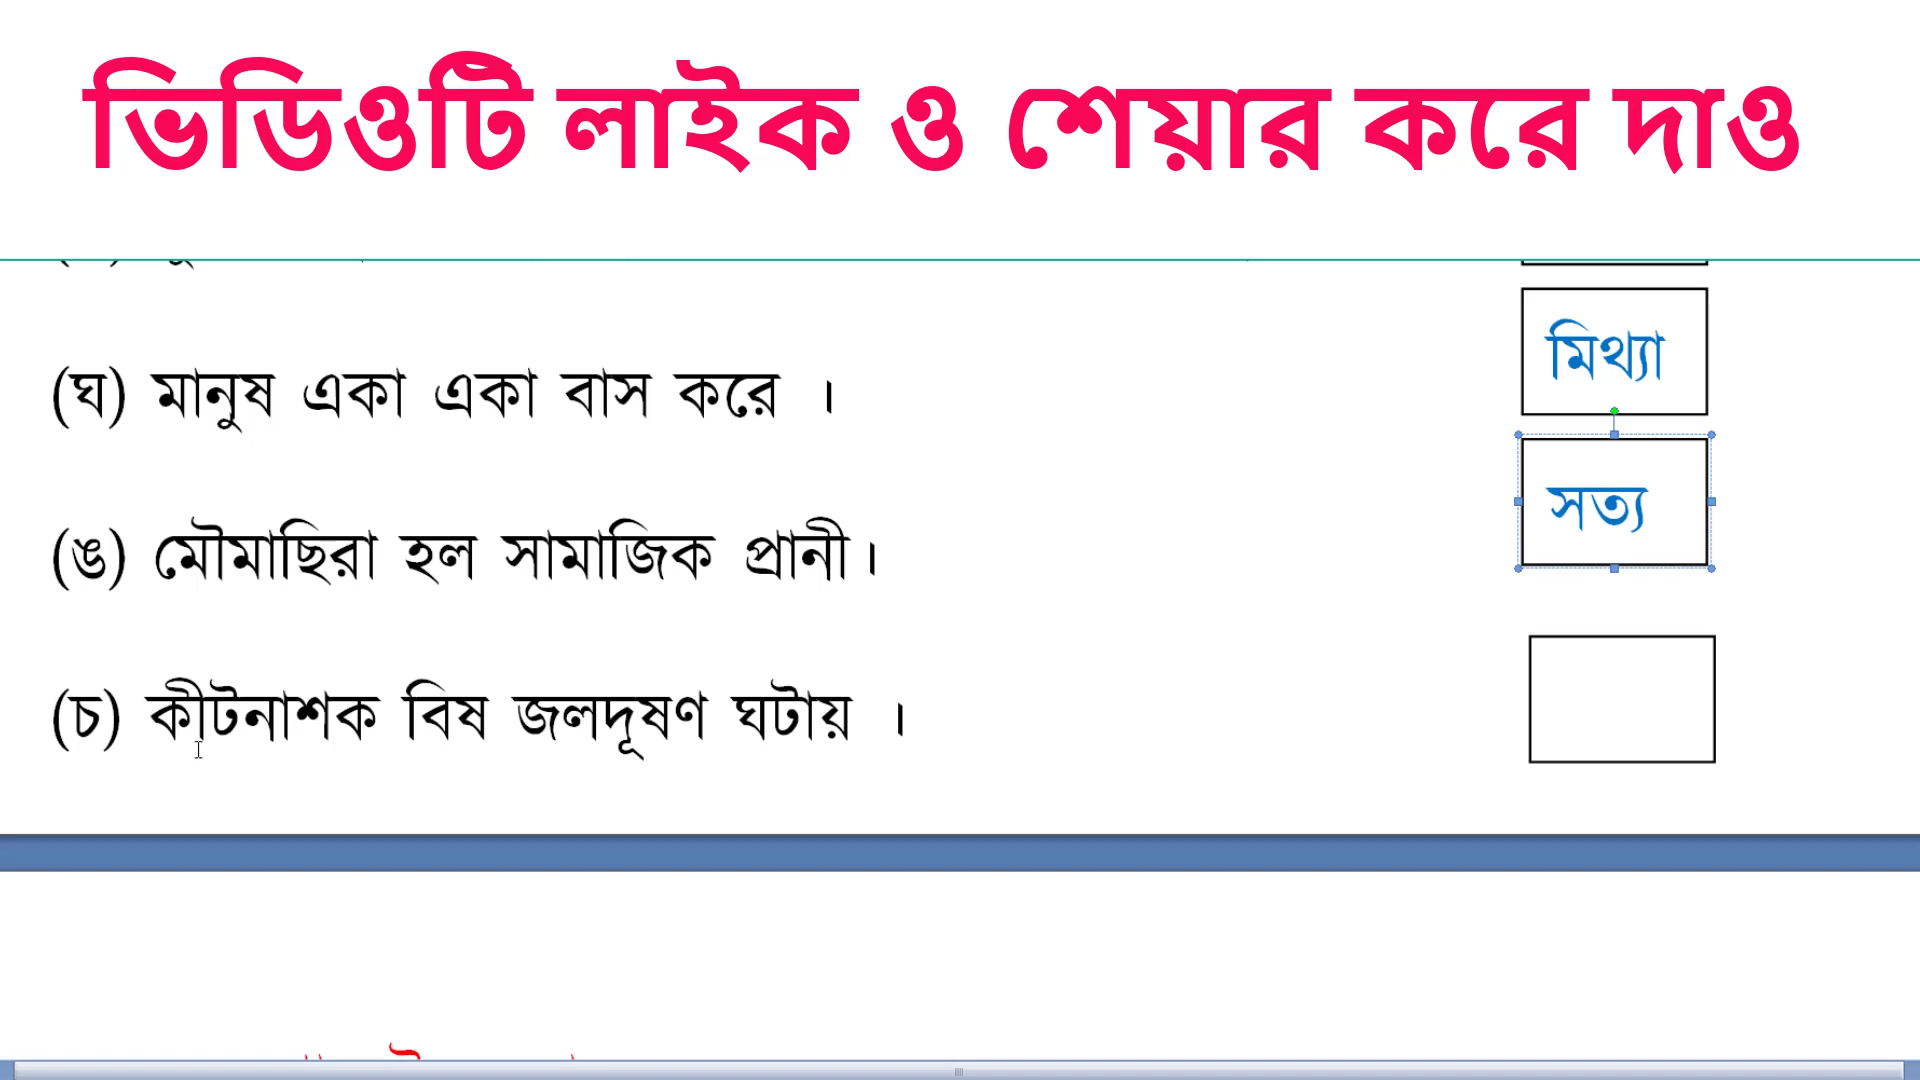 ভিডিওটি লাইক ও শেয়ার করে দাও
মিথ্যা
(ঘ) মানুষ একা একা বাস করে ।
সত্য
(ঙ) মৌমাছিরা হল সামাজিক প্রানী।
(চ) কীটনাশক বিষ জলদূষণ ঘটায় ।